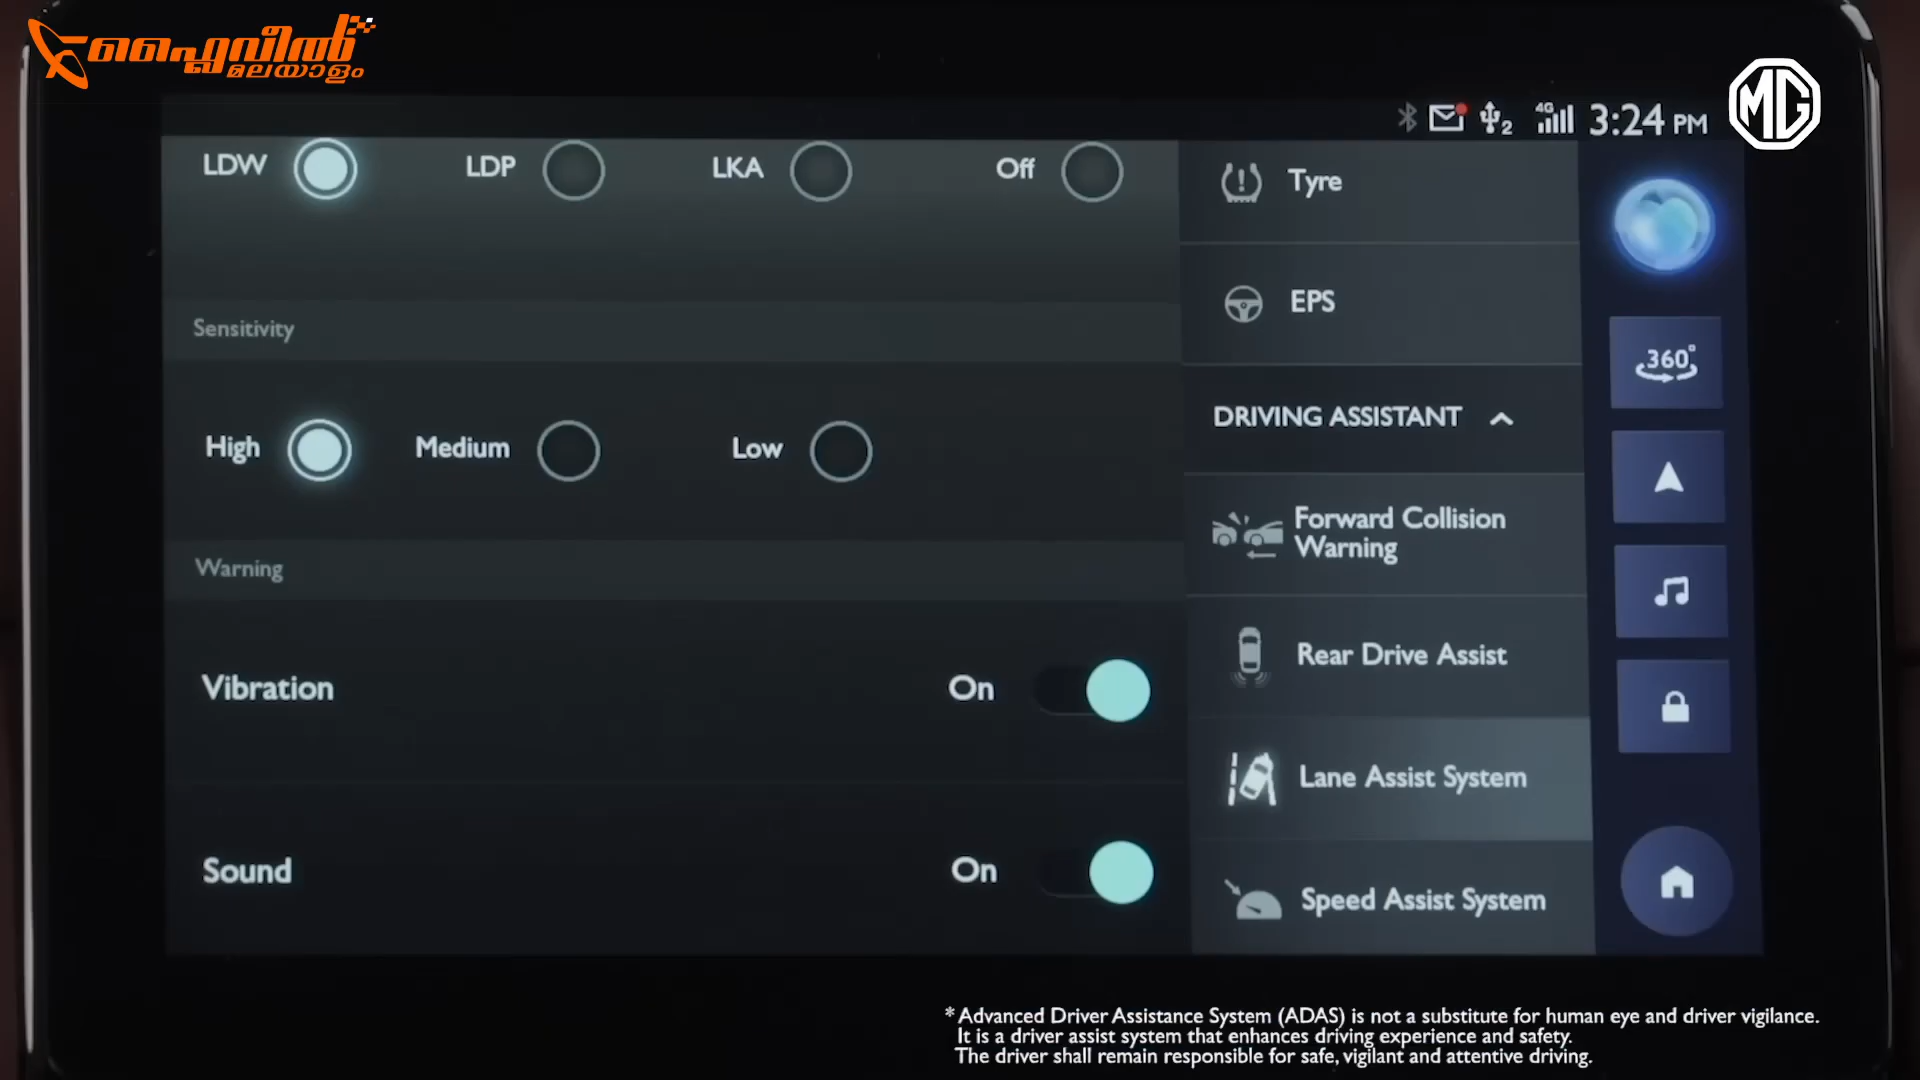 ഫ്ലൈവീൽ
മലയാളം
MG
4G
2
3:24 PM
LDW
LDP
LKA
Off
Sensitivity
High
Medium
Low
Warning
Vibration
On
Sound
On
Tyre
EPS
DRIVING ASSISTANT
Forward Collision
Warning
Rear Drive Assist
Lane Assist System
Speed Assist System
360°
* Advanced Driver Assistance System (ADAS) is not a substitute for human eye and driver vigilance.
It is a driver assist system that enhances driving experience and safety.
The driver shall remain responsible for safe, vigilant and attentive driving.